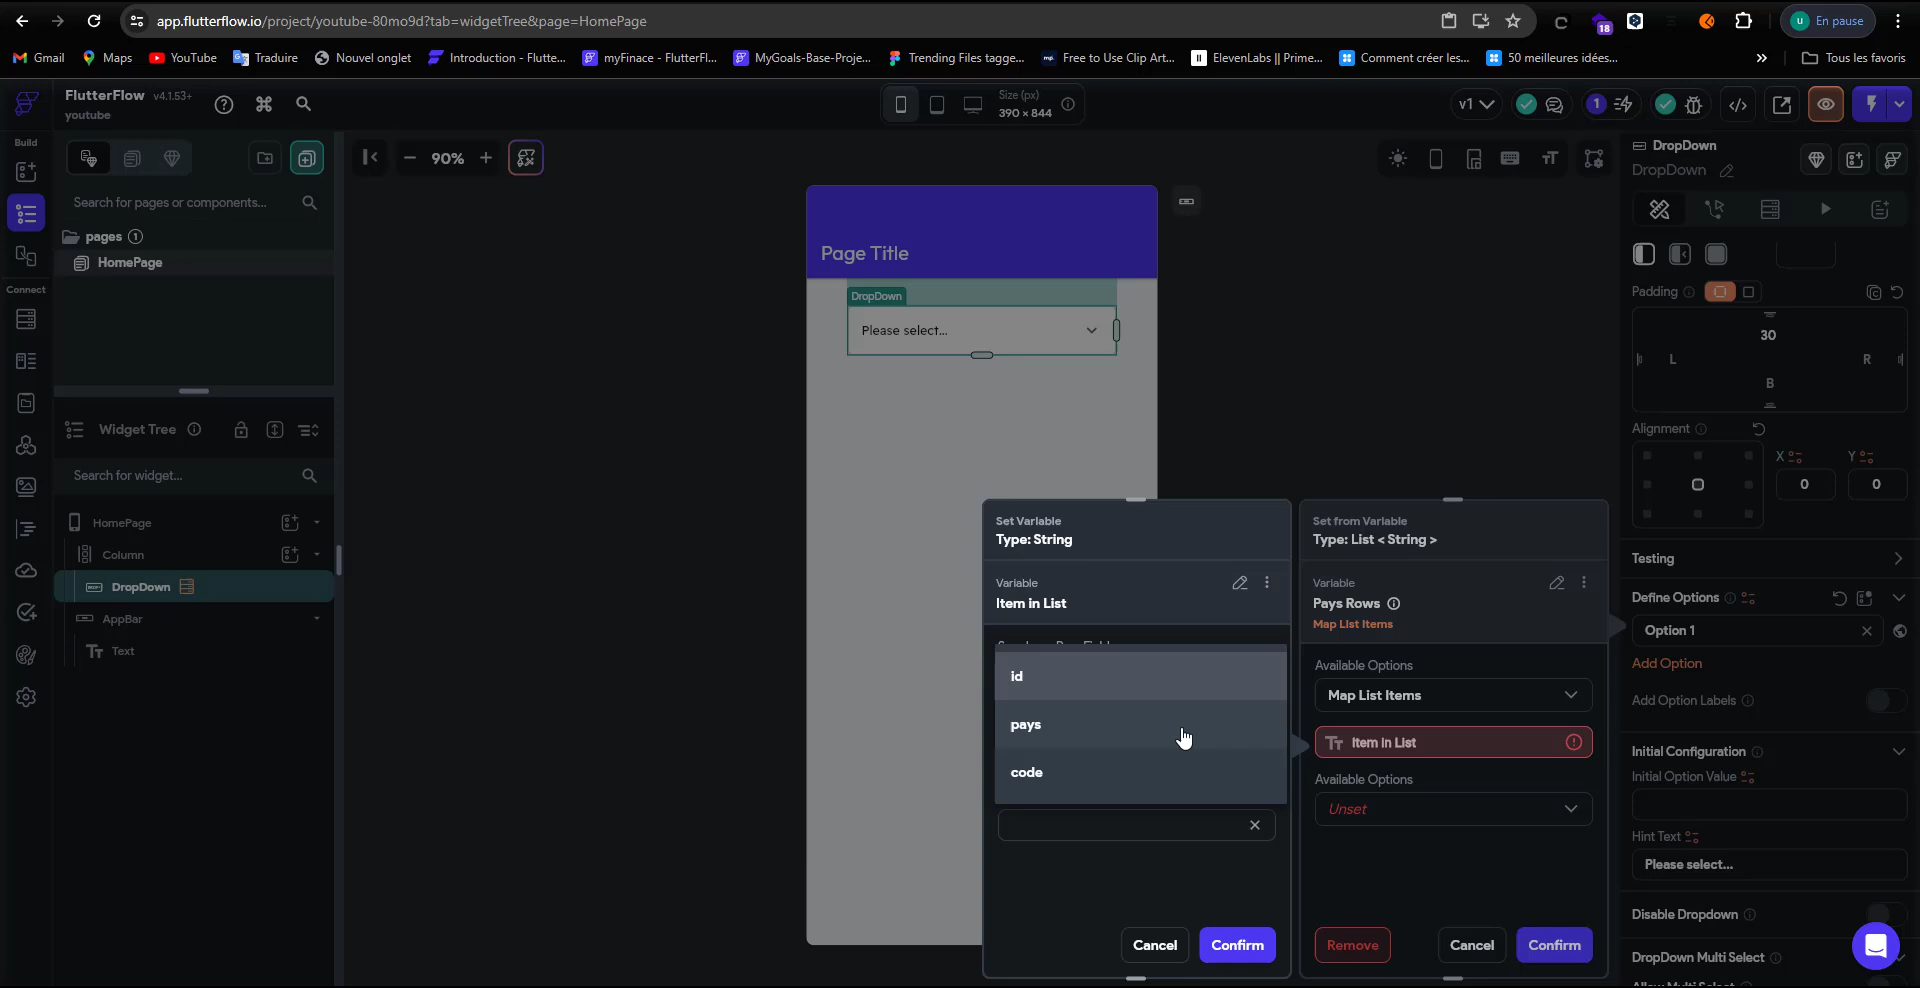 app.flutterflow.io/project/youtube-80mo9d?tab=widgetTree&page=HomePage
18
u En pause
Gmail
Maps
YouTube
Traduire
Nouvel onglet
Introduction - Flutte...
myFinace - FlutterFl...
MyGoals-Base-Proje...
Trending Files tagge...
Free to Use Clip Art...
ElevenLabs || Prime...
Comment créer les...
50 meilleures idées...
»
Tous les favoris
FlutterFlow v4.1.53+
youtube
Size (px)
390 × 844
v1
1
Build
Connect
90%
Search for pages or components...
pages 1
HomePage
Widget Tree
Search for widget...
HomePage
Column
DropDown
AppBar
Text
Page Title
DropDown
Please select...
Set Variable
Type: String
Variable
Item in List
id
pays
code
Cancel
Confirm
Set from Variable
Type: List < String >
Variable
Pays Rows
Map List Items
Available Options
Map List Items
Item in List
Available Options
Unset
Remove
Cancel
Confirm
DropDown
DropDown
Padding
30
L
R
B
Alignment
X
Y
0
0
Testing
Define Options
Option 1
Add Option
Add Option Labels
Initial Configuration
Initial Option Value
Hint Text
Please select...
Disable Dropdown
DropDown Multi Select